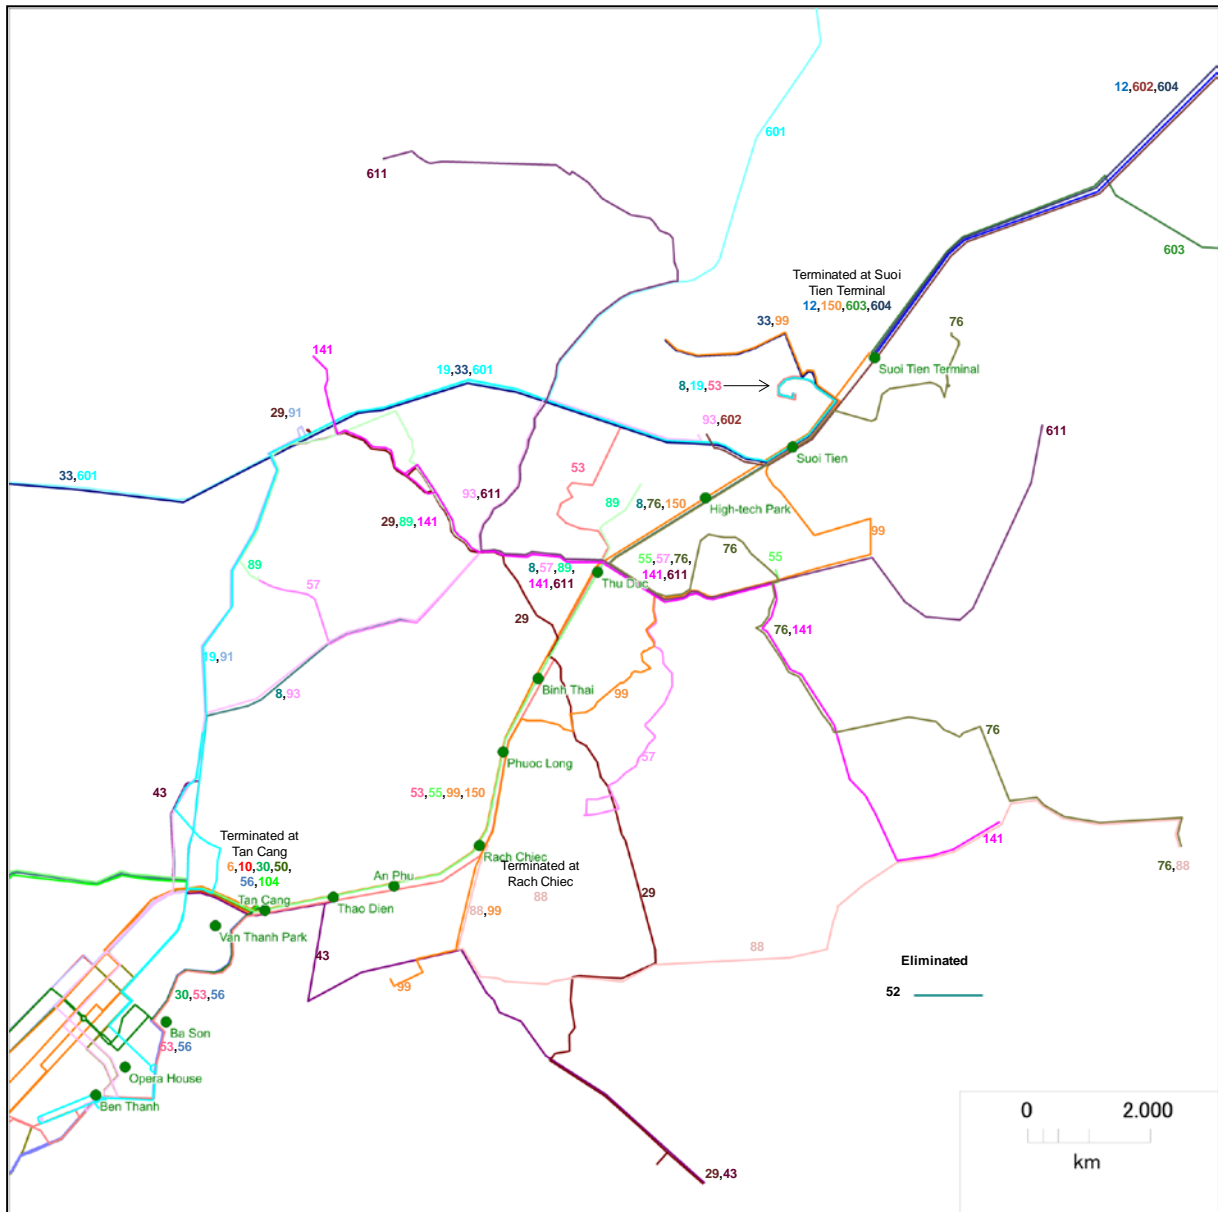 12,602,604
601
611
603
Terminated at Suoi
Tien Terminal
12,150,603,604
33,99
76
141
Suoi Tien Terminal
19,33,601
8,19,53
29,91
93,602
611
Suoi Tien
53
33,601
93,611
89
8,76,150
High-tech Park
29,89,141
99
76
55,57,76,
55
89
8,57,89,
141,611
Thu Duc
141,611
57
29
76,141
19,91
Binh Thai
99
8,93
76
Phuoc Long
57
43
53,55,99,150
Terminated at
Tan Cang
6,10,30,50,
56,104
Rach Chiec
141
Terminated at
Rach Chiec
88
An Phu
76,88
29
Tan Cang
Thao Dien
88,99
Van Thanh Park
88
43
Eliminated
99
52
30,53,56
Ba Son
53,56
Opera House
Ben Thanh
0 2.000
km
29,43